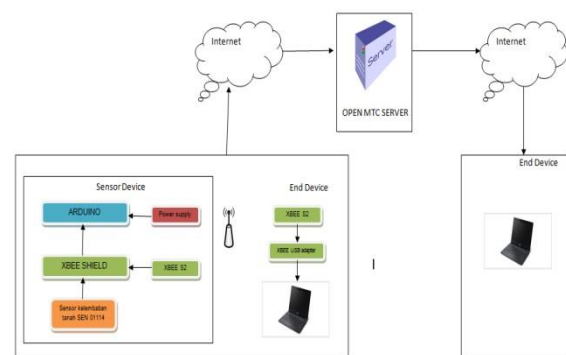 Internet
Server
OPEN MTC SERVER
Internet
Sensor Device
ARDUINO
Power supply
XBEE SHIELD
XBEE S2
Sensor kelembaban
tanah SEN 01114
End Device
XBEE S2
XBEE USB adapter
End Device